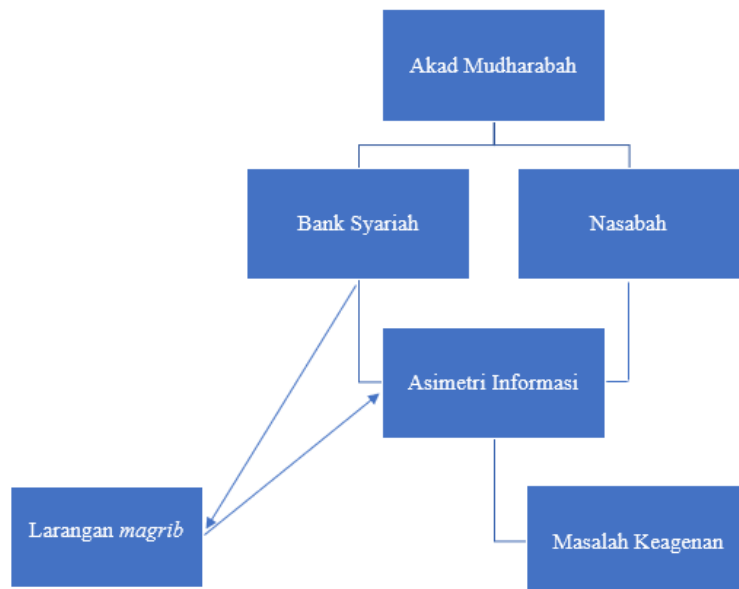 Akad Mudharabah
Bank Syariah
Nasabah
Asimetri Informasi
Larangan magrib
Masalah Keagenan